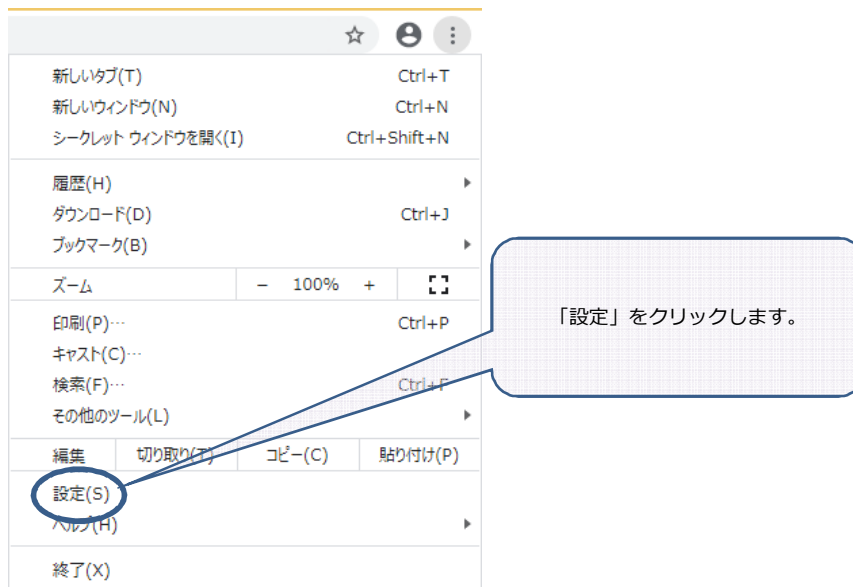 新しいタブ(T) Ctrl+T
新しいウィンドウ(N) Ctrl+N
シークレット ウィンドウを開く(I) Ctrl+Shift+N
履歴(H)
ダウンロード(D) Ctrl+J
ブックマーク(B)
ズーム − 100% +
「設定」をクリックします。
印刷(P)… Ctrl+P
キャスト(C)…
検索(F)… Ctrl+F
その他のツール(L)
編集 切り取り(T) コピー(C) 貼り付け(P)
設定(S)
ヘルプ(H)
終了(X)